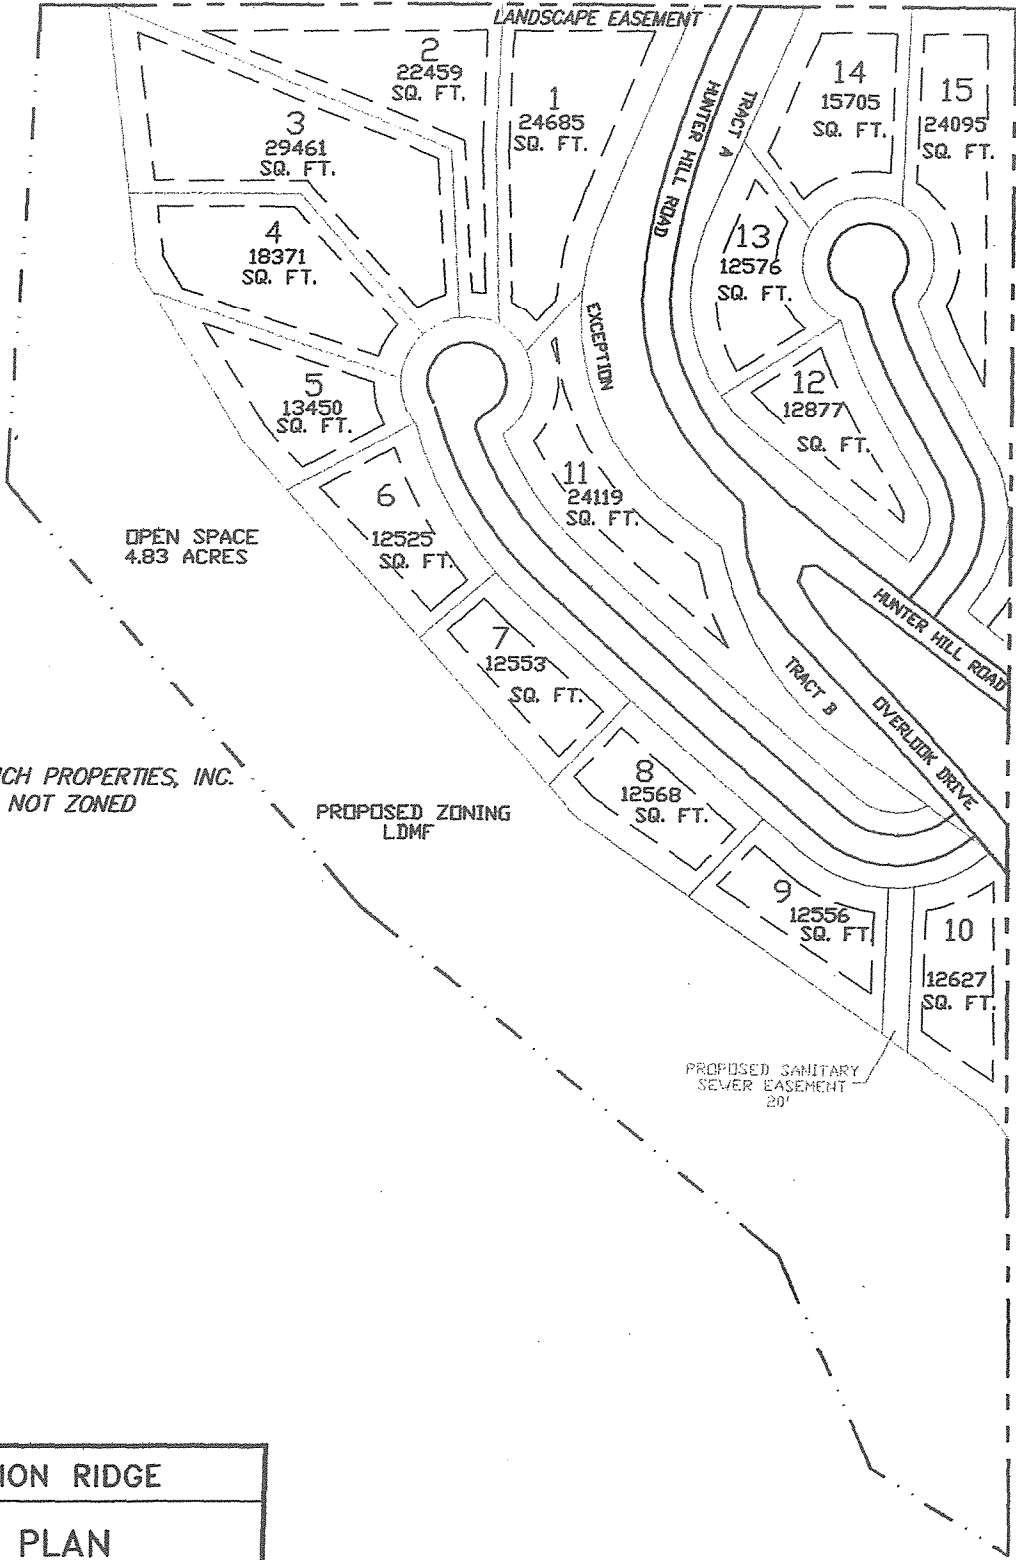 LANDSCAPE EASEMENT
2
22459
SQ. FT.
1
24685
SQ. FT.
3
29461
SQ. FT.
4
18371
SQ. FT.
5
13450
SQ. FT.
6
12525
SQ. FT.
7
12553
SQ. FT.
8
12568
SQ. FT.
9
12556
SQ. FT.
10
12627
SQ. FT.
11
24119
SQ. FT.
12
12877
SQ. FT.
13
12576
SQ. FT.
14
15705
SQ. FT.
15
24095
SQ. FT.
TRACT A
HUNTER HILL ROAD
HUNTER HILL ROAD
EXCEPTION
HUNTER HILL ROAD
TRACT B
OVERLOOK DRIVE
OPEN SPACE
4.83 ACRES
CH PROPERTIES, INC.
NOT ZONED
PROPOSED ZONING
LDMF
PROPOSED SANITARY
SEWER EASEMENT
20'
ION RIDGE
PLAN